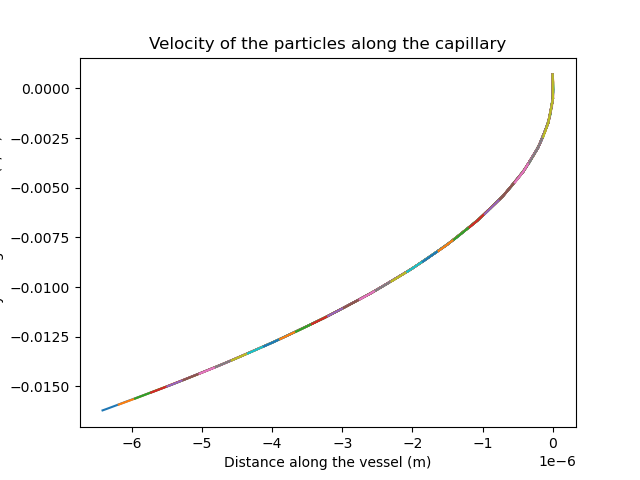 Velocity of the particles along the capillary
0.0000
−0.0025
−0.0050
−0.0075
−0.0100
−0.0125
−0.0150
−6 −5 −4 −3 −2 −1 0
1e−6
Distance along the vessel (m)